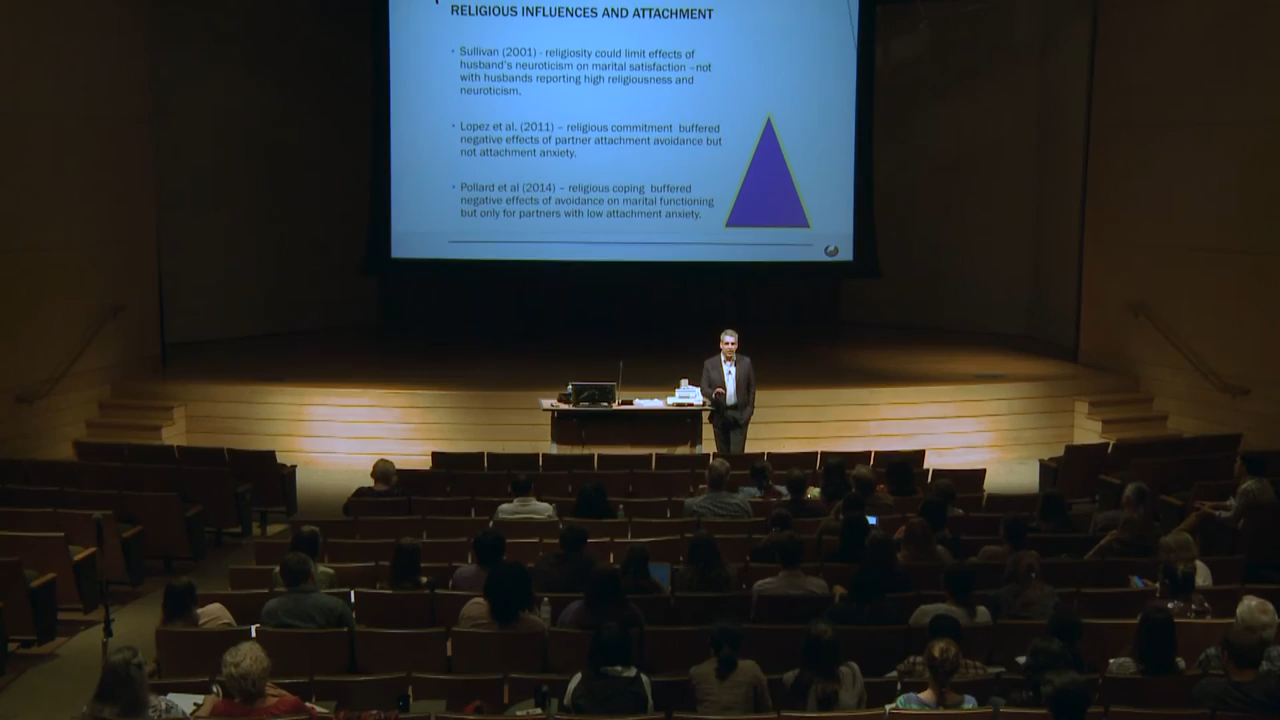 RELIGIOUS INFLUENCES AND ATTACHMENT
• Sullivan (2001) - religiosity could limit effects of
husband's neuroticism on marital satisfaction –not
with husbands reporting high religiousness and
neuroticism.
• Lopez et al. (2011) – religious commitment buffered
negative effects of partner attachment avoidance but
not attachment anxiety.
• Pollard et al (2014) – religious coping buffered
negative effects of avoidance on marital functioning
but only for partners with low attachment anxiety.